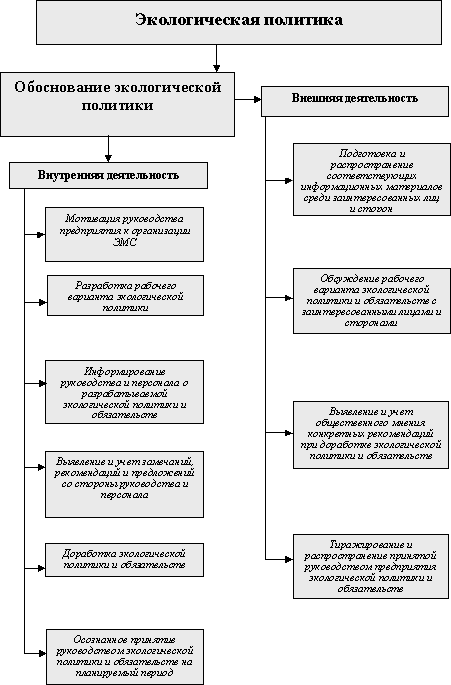 Экологическая политика
Обоснование экологической
политики
Внешняя деятельность
Внутренняя деятельность
Мотивация руководства
предприятия к организации
ЭМС
Разработка рабочего
варианта экологической
политики
Информирование
руководства и персонала о
разрабатываемой
экологической политики и
обязательств
Выявление и учет замечаний,
рекомендаций и предложений
со стороны руководства и
персонала
Доработка экологической
политики и обязательств
Осознанное принятие
руководством экологической
политики и обязательств на
планируемый период
Подготовка и
распространение
соответствующих
информационных материалов
среди заинтересованных лиц
и сторон
Обсуждение рабочего
варианта экологической
политики и обязательств с
заинтересованными лицами и
сторонами
Выявление и учет
общественного мнения
конкретных рекомендаций
при доработке экологической
политики и обязательств
Тиражирование и
распространение принятой
руководством предприятия
экологической политики и
обязательств